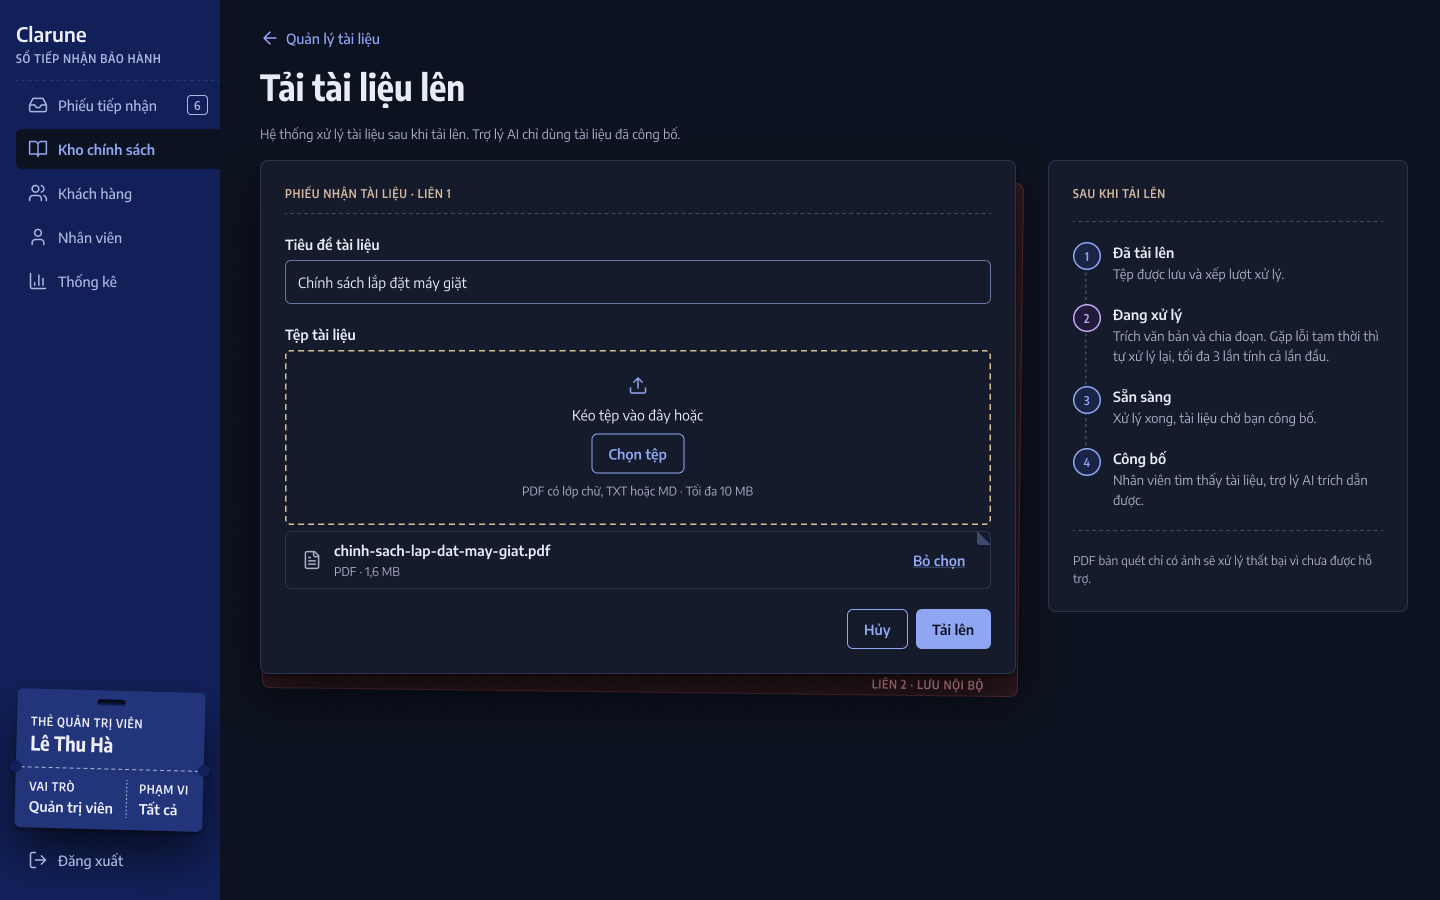 Clarune
SỔ TIẾP NHẬN BẢO HÀNH
Phiếu tiếp nhận 6
Kho chính sách
Khách hàng
Nhân viên
Thống kê
THẺ QUẢN TRỊ VIÊN
Lê Thu Hà
VAI TRÒ
Quản trị viên
PHẠM VI
Tất cả
Đăng xuất
Quản lý tài liệu
Tải tài liệu lên
Hệ thống xử lý tài liệu sau khi tải lên. Trợ lý AI chỉ dùng tài liệu đã công bố.
PHIẾU NHẬN TÀI LIỆU · LIÊN 1
Tiêu đề tài liệu
Chính sách lắp đặt máy giặt
Tệp tài liệu
Kéo tệp vào đây hoặc
Chọn tệp
PDF có lớp chữ, TXT hoặc MD · Tối đa 10 MB
chinh-sach-lap-dat-may-giat.pdf
PDF · 1,6 MB
Bỏ chọn
Hủy
Tải lên
LIÊN 2 · LƯU NỘI BỘ
SAU KHI TẢI LÊN
1 Đã tải lên
Tệp được lưu và xếp lượt xử lý.
2 Đang xử lý
Trích văn bản và chia đoạn. Gặp lỗi tạm thời thì
tự xử lý lại, tối đa 3 lần tính cả lần đầu.
3 Sẵn sàng
Xử lý xong, tài liệu chờ bạn công bố.
4 Công bố
Nhân viên tìm thấy tài liệu, trợ lý AI trích dẫn
được.
PDF bản quét chỉ có ảnh sẽ xử lý thất bại vì chưa được hỗ
trợ.